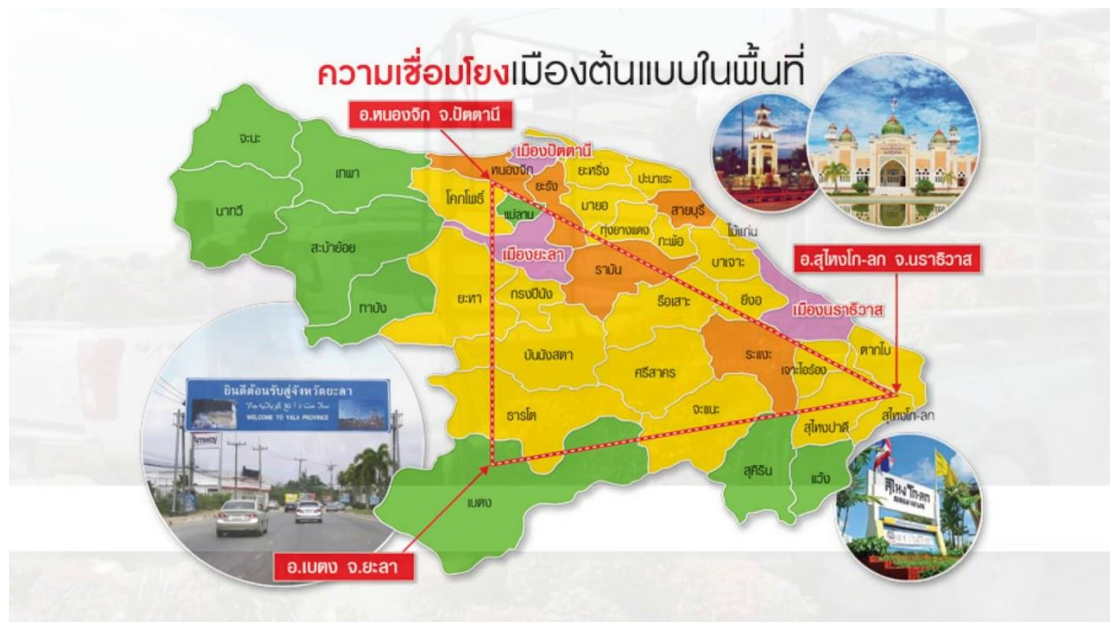 ความเชื่อมโยงเมืองต้นแบบในพื้นที่
อ.หนองจิก จ.ปัตตานี
จะนะ
เทพา
นาทวี
สะบ้าย้อย
เมืองปัตตานี
หนองจิก
ยะรัง
ยะหริ่ง
ปะนาเระ
โคกโพธิ์
แม่ลาน
มายอ
สายบุรี
ทุ่งยางแดง
กะพ้อ
ไม้แก่น
อ.สุไหงโก-ลก จ.นราธิวาส
เมืองยะลา
รามัน
บาเจาะ
ยะหา
กรงปินัง
รือเสาะ
ยี่งอ
เมืองนราธิวาส
กาบัง
บันนังสตา
ศรีสาคร
ระแงะ
เจาะไอร้อง
ตากใบ
ยินดีต้อนรับสู่จังหวัดยะลา
WELCOME TO YALA PROVINCE
Amway
ธารโต
จะแนะ
สุไหงปาดี
สุไหงโก-ลก
เบตง
สุคิริน
แว้ง
สุไหงโก-ลก
SUNGAI KOLOK
อ.เบตง จ.ยะลา